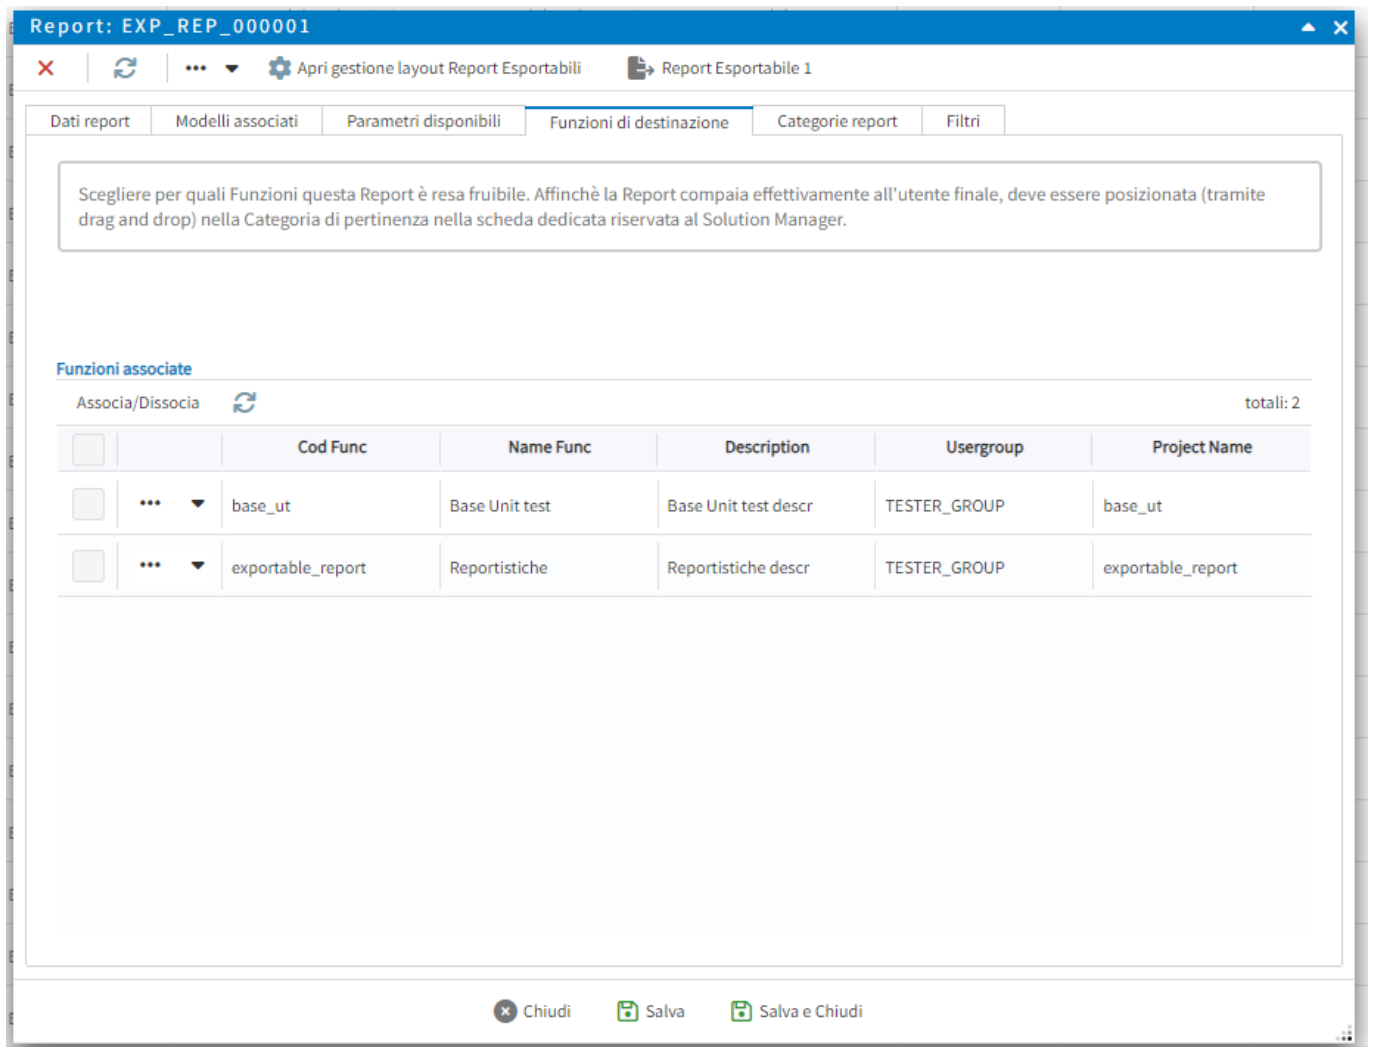 Report: EXP_REP_000001
Apri gestione layout Report Esportabili Report Esportabile 1
Dati report Modelli associati Parametri disponibili Funzioni di destinazione Categorie report Filtri
Scegliere per quali Funzioni questa Report è resa fruibile. Affinchè la Report compaia effettivamente all'utente finale, deve essere posizionata (tramite
drag and drop) nella Categoria di pertinenza nella scheda dedicata riservata al Solution Manager.
Funzioni associate
Associa/Dissocia totali: 2
Cod Func Name Func Description Usergroup Project Name
base_ut Base Unit test Base Unit test descr TESTER_GROUP base_ut
exportable_report Reportistiche Reportistiche descr TESTER_GROUP exportable_report
Chiudi Salva Salva e Chiudi